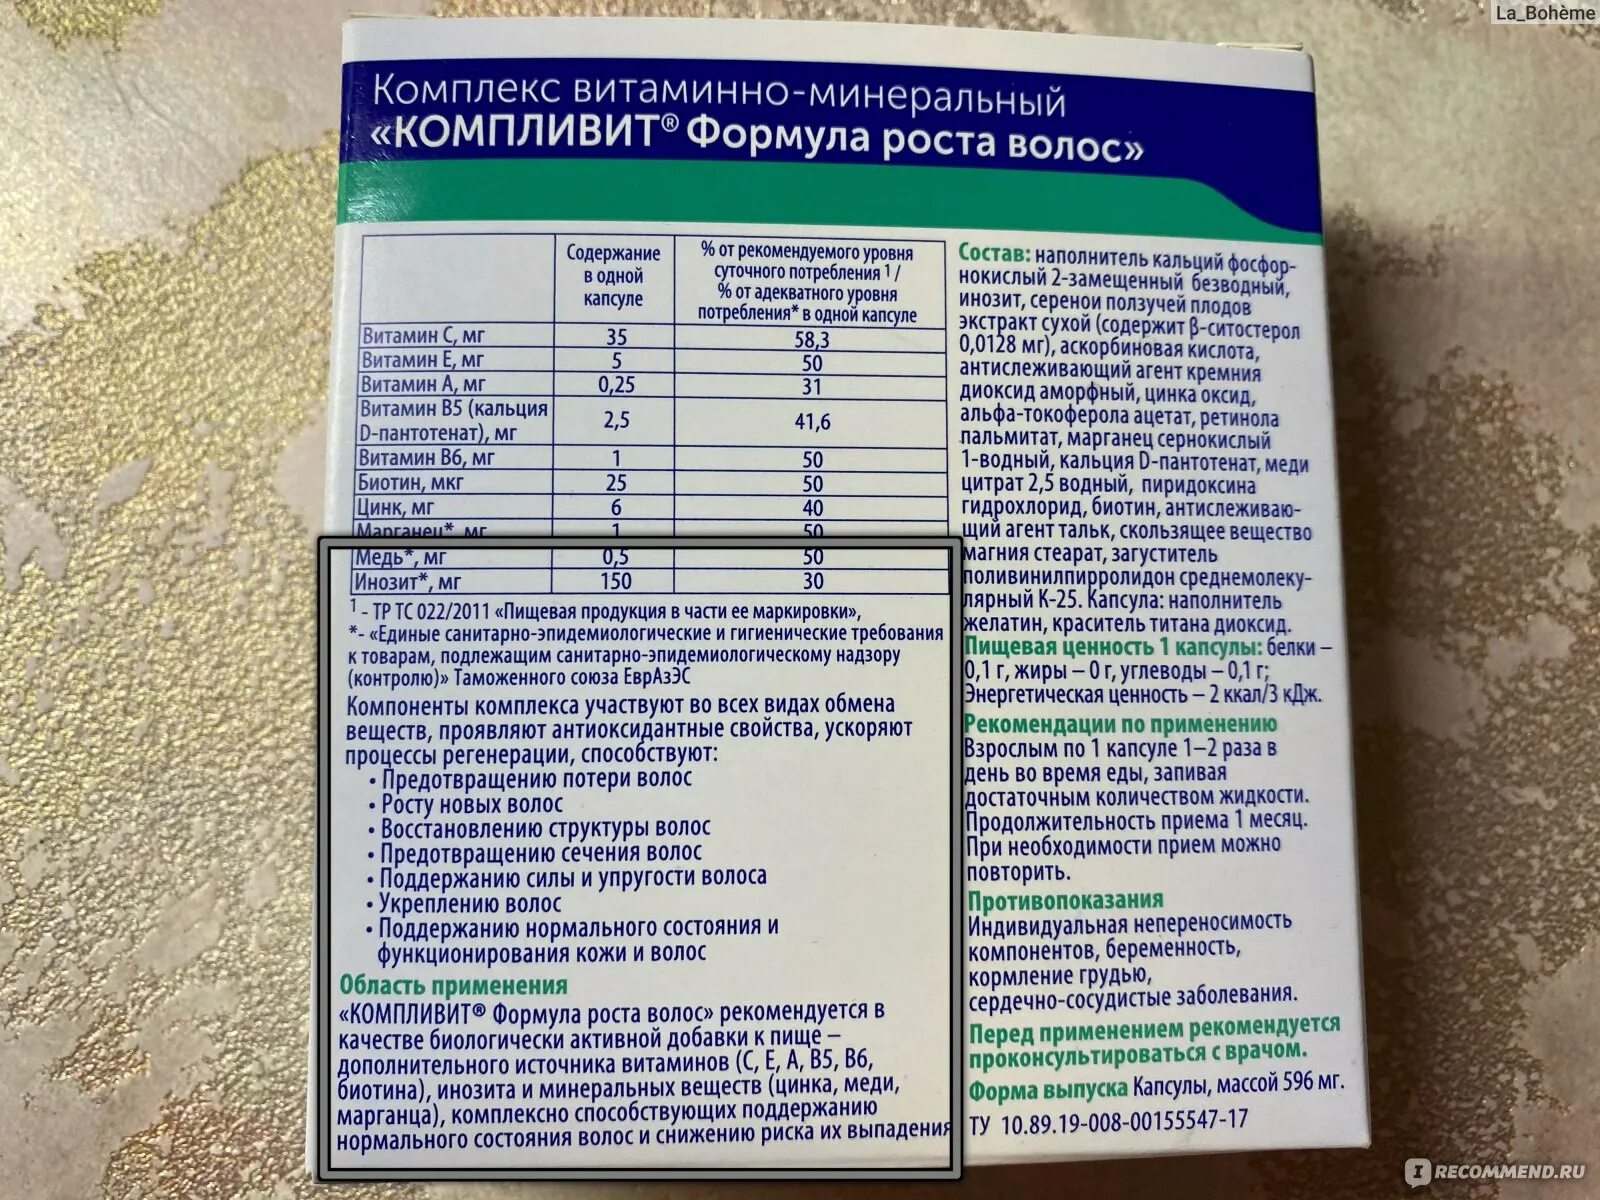 La_Bohème
Комплекс витаминно-минеральный
«КОМПЛИВИТ® Формула роста волос»
Содержание в одной капсуле
% от рекомендуемого уровня суточного потребления 1 / % от адекватного уровня потребления* в одной капсуле
Витамин С, мг 35 58,3
Витамин Е, мг 5 50
Витамин А, мг 0,25 31
Витамин В5 (кальция D-пантотенат), мг 2,5 41,6
Витамин В6, мг 1 50
Биотин, мкг 25 50
Цинк, мг 6 40
Марганец*, мг 1 50
Медь*, мг 0,5 50
Инозит*, мг 150 30
1 - ТР ТС 022/2011 «Пищевая продукция в части ее маркировки»,
*- «Единые санитарно-эпидемиологические и гигиенические требования
к товарам, подлежащим санитарно-эпидемиологическому надзору
(контролю)» Таможенного союза ЕврАзЭС
Компоненты комплекса участвуют во всех видах обмена
веществ, проявляют антиоксидантные свойства, ускоряют
процессы регенерации, способствуют:
• Предотвращению потери волос
• Росту новых волос
• Восстановлению структуры волос
• Предотвращению сечения волос
• Поддержанию силы и упругости волоса
• Укреплению волос
• Поддержанию нормального состояния и
функционирования кожи и волос
Область применения
«КОМПЛИВИТ® Формула роста волос» рекомендуется в
качестве биологически активной добавки к пище –
дополнительного источника витаминов (С, Е, А, В5, В6,
биотина), инозита и минеральных веществ (цинка, меди,
марганца), комплексно способствующих поддержанию
нормального состояния волос и снижению риска их выпадения
Состав: наполнитель кальций фосфор-
нокислый 2-замещенный безводный,
инозит, сереной ползучей плодов
экстракт сухой (содержит β-ситостерол
0,0128 мг), аскорбиновая кислота,
антислеживающий агент кремния
диоксид аморфный, цинка оксид,
альфа-токоферола ацетат, ретинола
пальмитат, марганец сернокислый
1-водный, кальция D-пантотенат, меди
цитрат 2,5 водный, пиридоксина
гидрохлорид, биотин, антислеживаю-
щий агент тальк, скользящее вещество
магния стеарат, загуститель
поливинилпирролидон среднемолеку-
лярный К-25. Капсула: наполнитель
желатин, краситель титана диоксид.
Пищевая ценность 1 капсулы: белки –
0,1 г, жиры – 0 г, углеводы – 0,1 г;
Энергетическая ценность – 2 ккал/3 кДж.
Рекомендации по применению
Взрослым по 1 капсуле 1–2 раза в
день во время еды, запивая
достаточным количеством жидкости.
Продолжительность приема 1 месяц.
При необходимости прием можно
повторить.
Противопоказания
Индивидуальная непереносимость
компонентов, беременность,
кормление грудью,
сердечно-сосудистые заболевания.
Перед применением рекомендуется
проконсультироваться с врачом.
Форма выпуска Капсулы, массой 596 мг.
ТУ 10.89.19-008-00155547-17
IRECOMMEND.RU